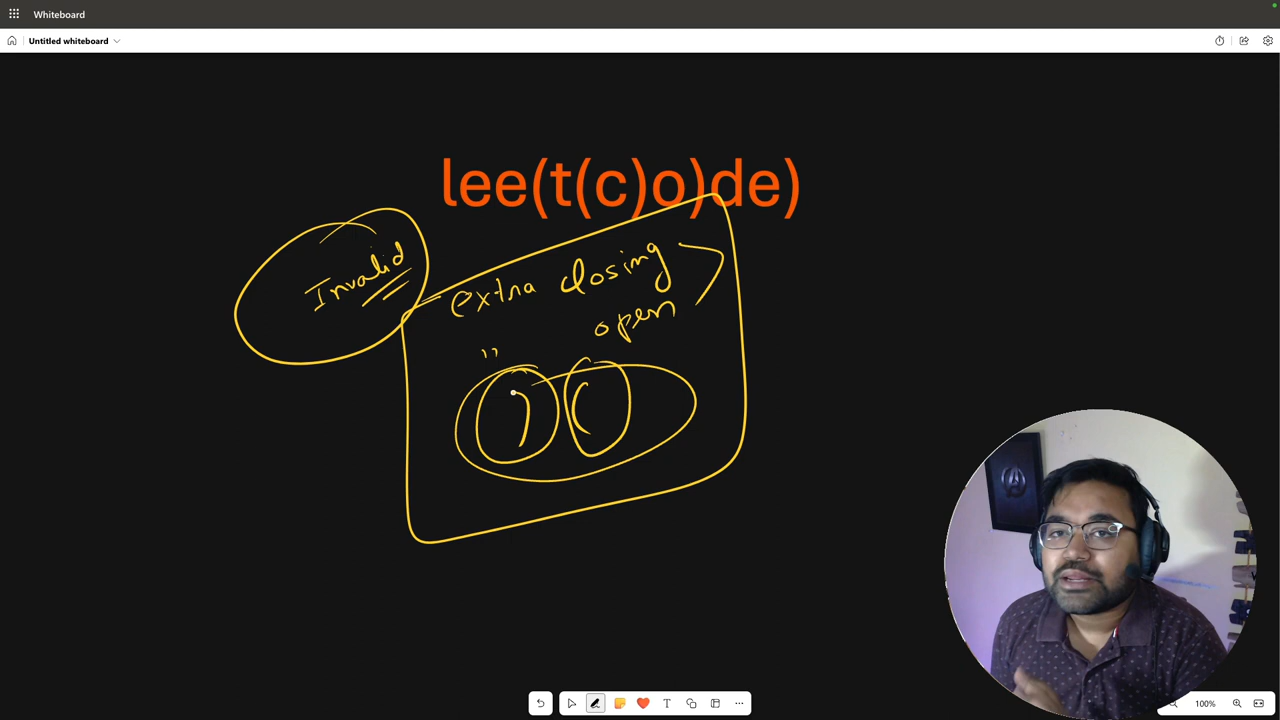 Whiteboard
Untitled whiteboard
lee(t(c)o)de)
Invalid
extra closing
open
" 
) (
100%